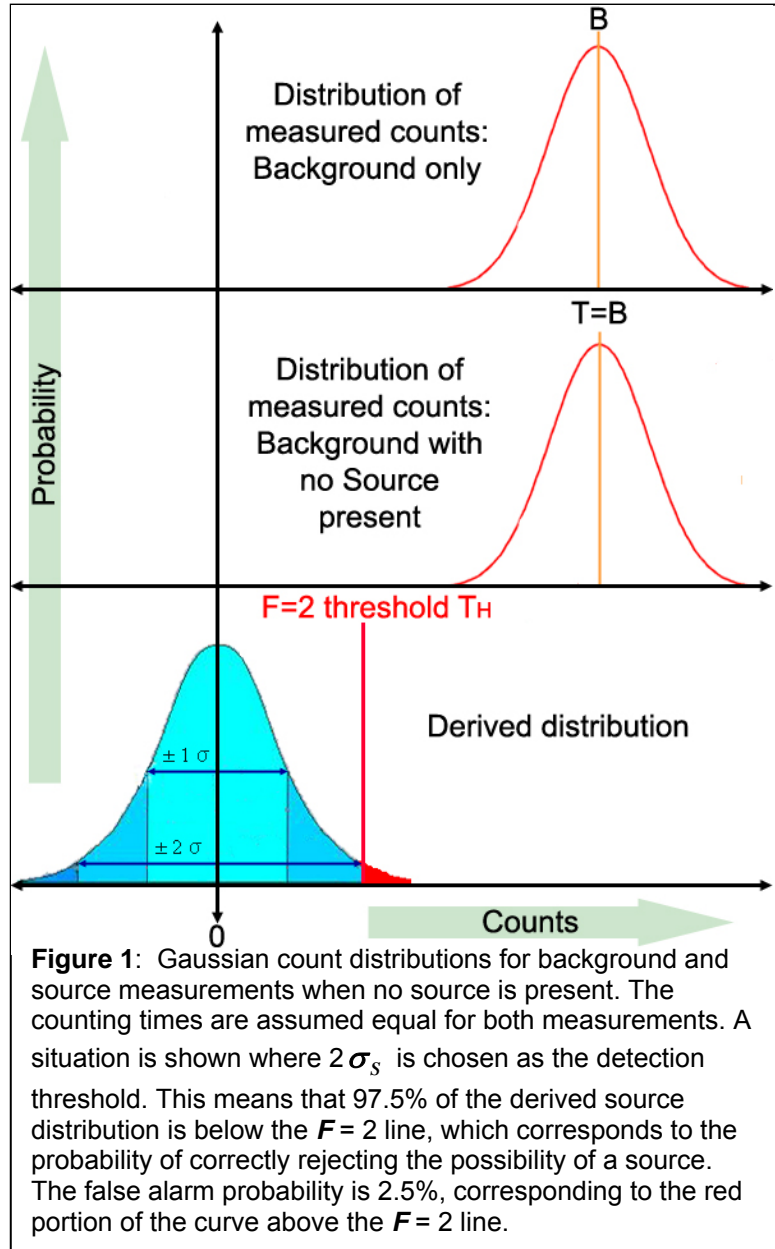 B
Distribution of
measured counts:
Background only
T=B
Distribution of
measured counts:
Background with
no Source
present
Probability
F=2 threshold TH
Derived distribution
± 1 σ
± 2 σ
0
Counts
Figure 1: Gaussian count distributions for background and
source measurements when no source is present. The
counting times are assumed equal for both measurements. A
situation is shown where 2σS is chosen as the detection
threshold. This means that 97.5% of the derived source
distribution is below the F = 2 line, which corresponds to the
probability of correctly rejecting the possibility of a source.
The false alarm probability is 2.5%, corresponding to the red
portion of the curve above the F = 2 line.